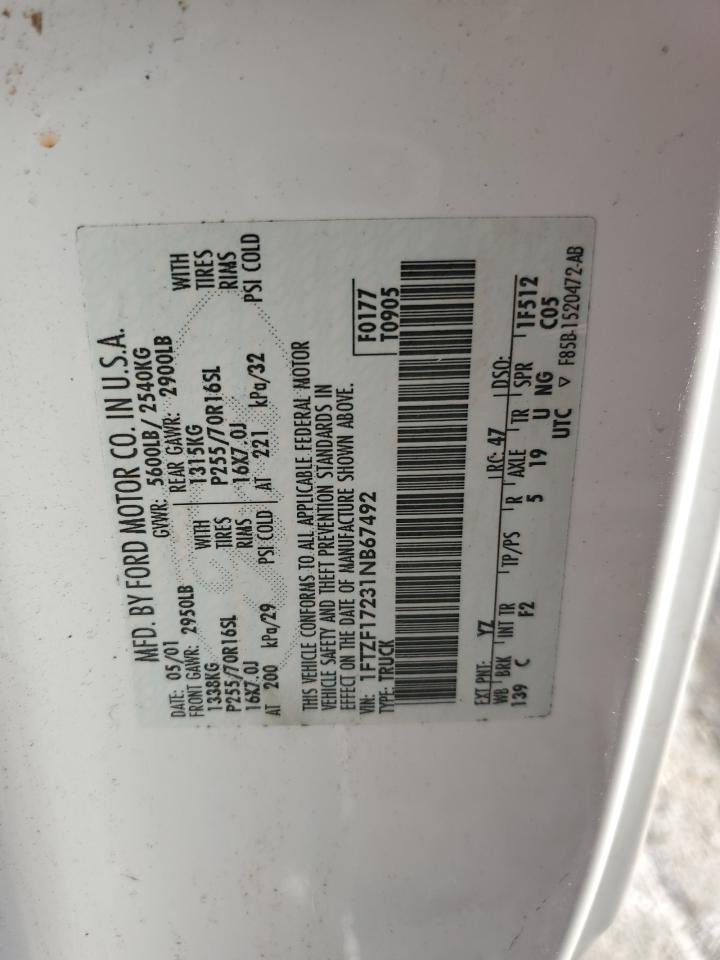 MFD. BY FORD MOTOR CO. IN U.S.A.
DATE: 05/01 GVWR: 5600LB/ 2540KG
FRONT GAWR: 2950LB REAR GAWR: 2900LB
1338KG WITH 1315KG WITH
P255/70R16SL TIRES P255/70R16SL TIRES
16X7.0J RIMS 16X7.0J RIMS
AT 200 kPa/29 PSI COLD AT 221 kPa/32 PSI COLD
THIS VEHICLE CONFORMS TO ALL APPLICABLE FEDERAL MOTOR
VEHICLE SAFETY AND THEFT PREVENTION STANDARDS IN
EFFECT ON THE DATE OF MANUFACTURE SHOWN ABOVE.
VIN: 1FTZF17231NB67492 F0177
TYPE: TRUCK T0905
EXT PNT: YZ RC: 47 DSO:
WB BRK INT TR TP/PS R AXLE TR SPR 1F512
139 C F2 5 19 U NG C05
UTC ▽ F85B-1520472-AB